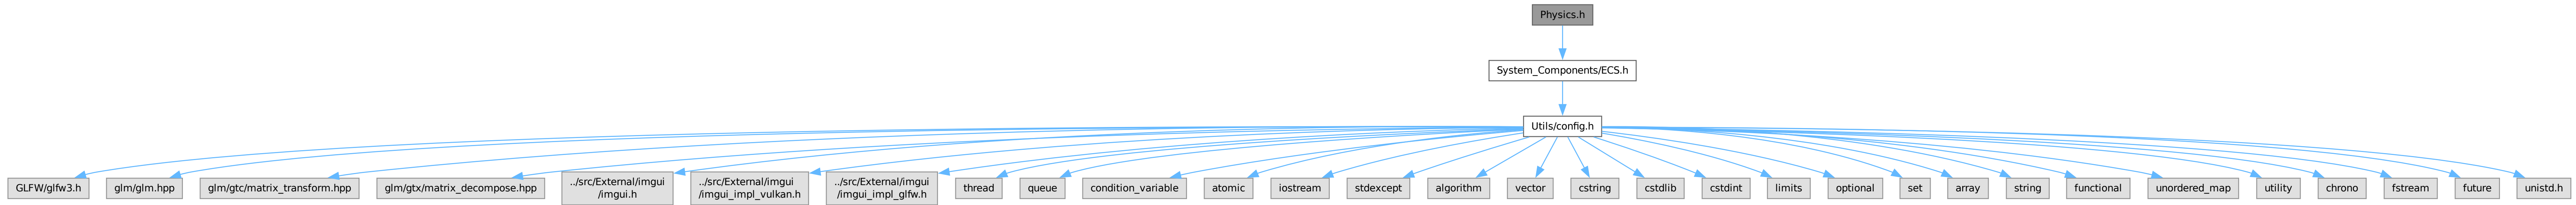 Physics.h
System_Components/ECS.h
Utils/config.h
GLFW/glfw3.h
glm/glm.hpp
glm/gtc/matrix_transform.hpp
glm/gtx/matrix_decompose.hpp
../src/External/imgui
/imgui.h
../src/External/imgui
/imgui_impl_vulkan.h
../src/External/imgui
/imgui_impl_glfw.h
thread
queue
condition_variable
atomic
iostream
stdexcept
algorithm
vector
cstring
cstdlib
cstdint
limits
optional
set
array
string
functional
unordered_map
utility
chrono
fstream
future
unistd.h